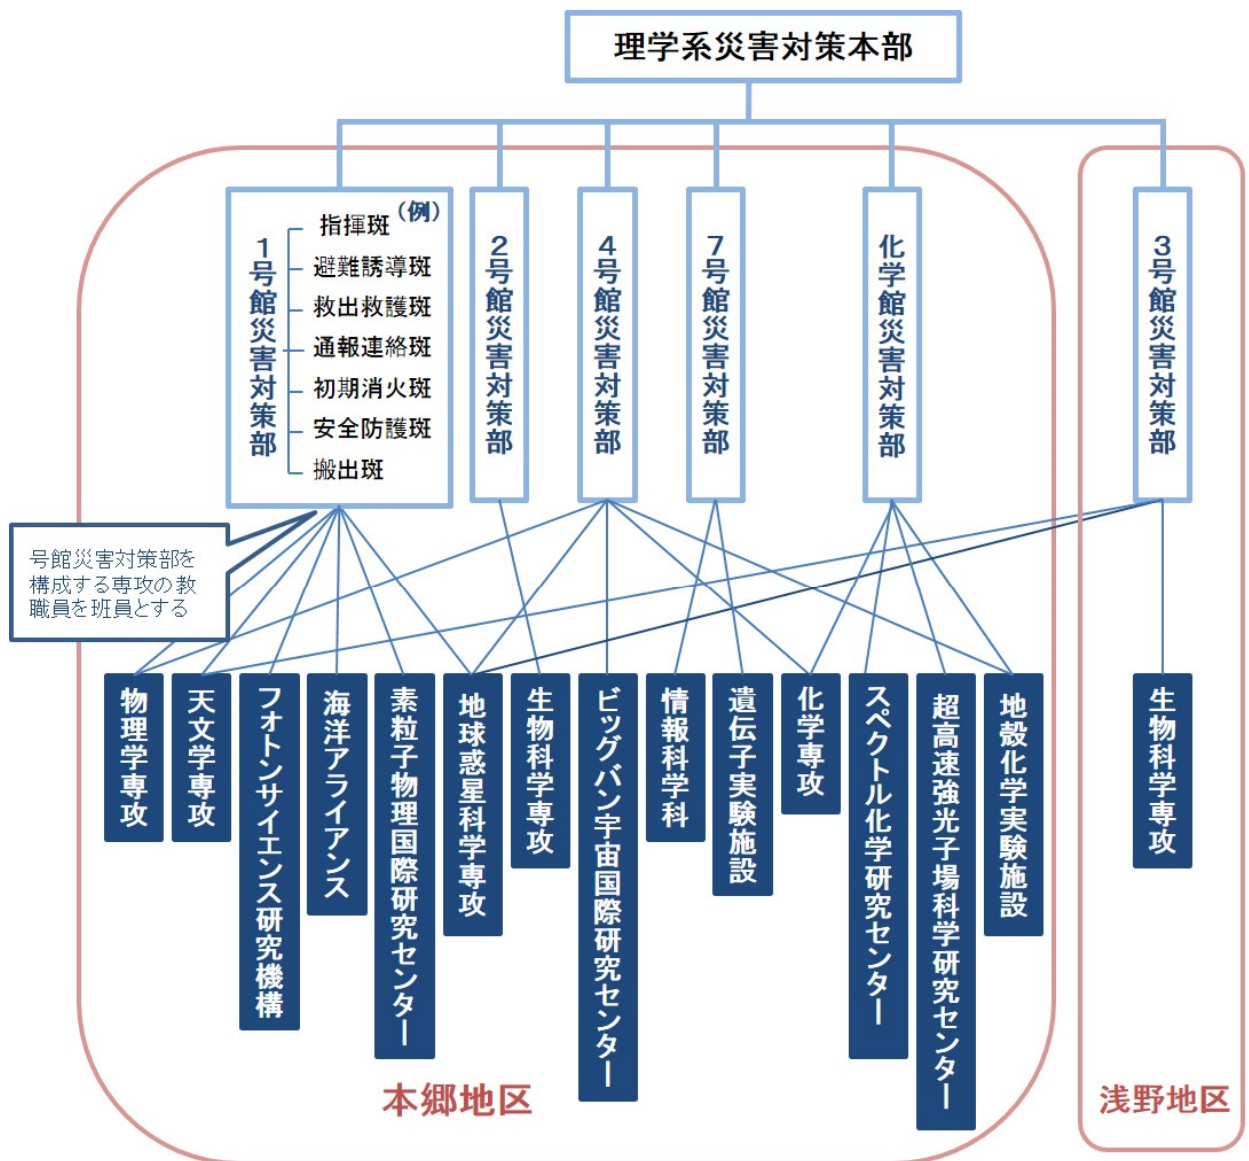 理学系災害対策本部
1号館災害対策部
(例)
指揮斑
避難誘導斑
救出救護斑
通報連絡斑
初期消火斑
安全防護斑
搬出斑
2号館災害対策部
4号館災害対策部
7号館災害対策部
化学館災害対策部
3号館災害対策部
号館災害対策部を
構成する専攻の教
職員を班員とする
物理学専攻
天文学専攻
フォトンサイエンス研究機構
海洋アライアンス
素粒子物理国際研究センター
地球惑星科学専攻
生物科学専攻
ビッグバン宇宙国際研究センター
情報科学科
遺伝子実験施設
化学専攻
スペクトル化学研究センター
超高速強光子場科学研究センター
地殻化学実験施設
生物科学専攻
本郷地区
浅野地区